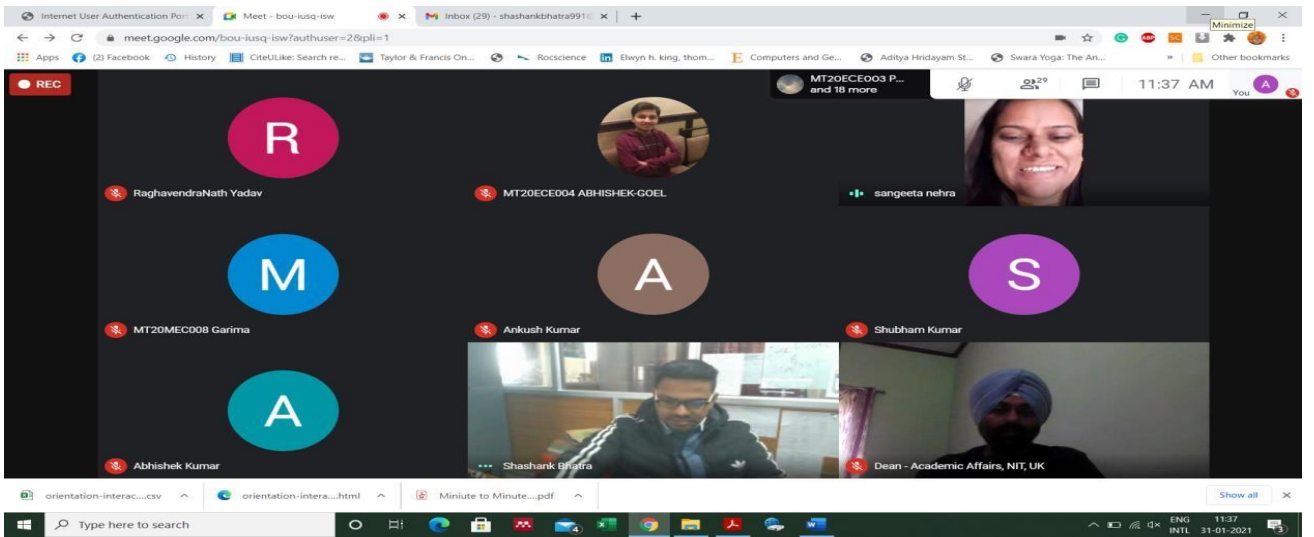 Internet User Authentication Por
Meet - bou-iusq-isw
Inbox (29) - shashankbhatra991
Minimize
meet.google.com/bou-iusq-isw?authuser=2&pli=1
Apps
(2) Facebook
History
CiteULike: Search re...
Taylor & Francis On...
Rocscience
Elwyn h. king, thom...
Computers and Ge...
Aditya Hridayam St...
Swara Yoga: The An...
»
Other bookmarks
REC
MT20ECE003 P...
and 18 more
29
11:37 AM
You
A
R
RaghavendraNath Yadav
MT20ECE004 ABHISHEK-GOEL
sangeeta nehra
M
MT20MEC008 Garima
A
Ankush Kumar
S
Shubham Kumar
A
Abhishek Kumar
Shashank Bhatra
Dean - Academic Affairs, NIT, UK
orientation-interac....csv
orientation-intera....html
Miniute to Minute....pdf
Show all
Type here to search
4
ENG
INTL
11:37
31-01-2021
3